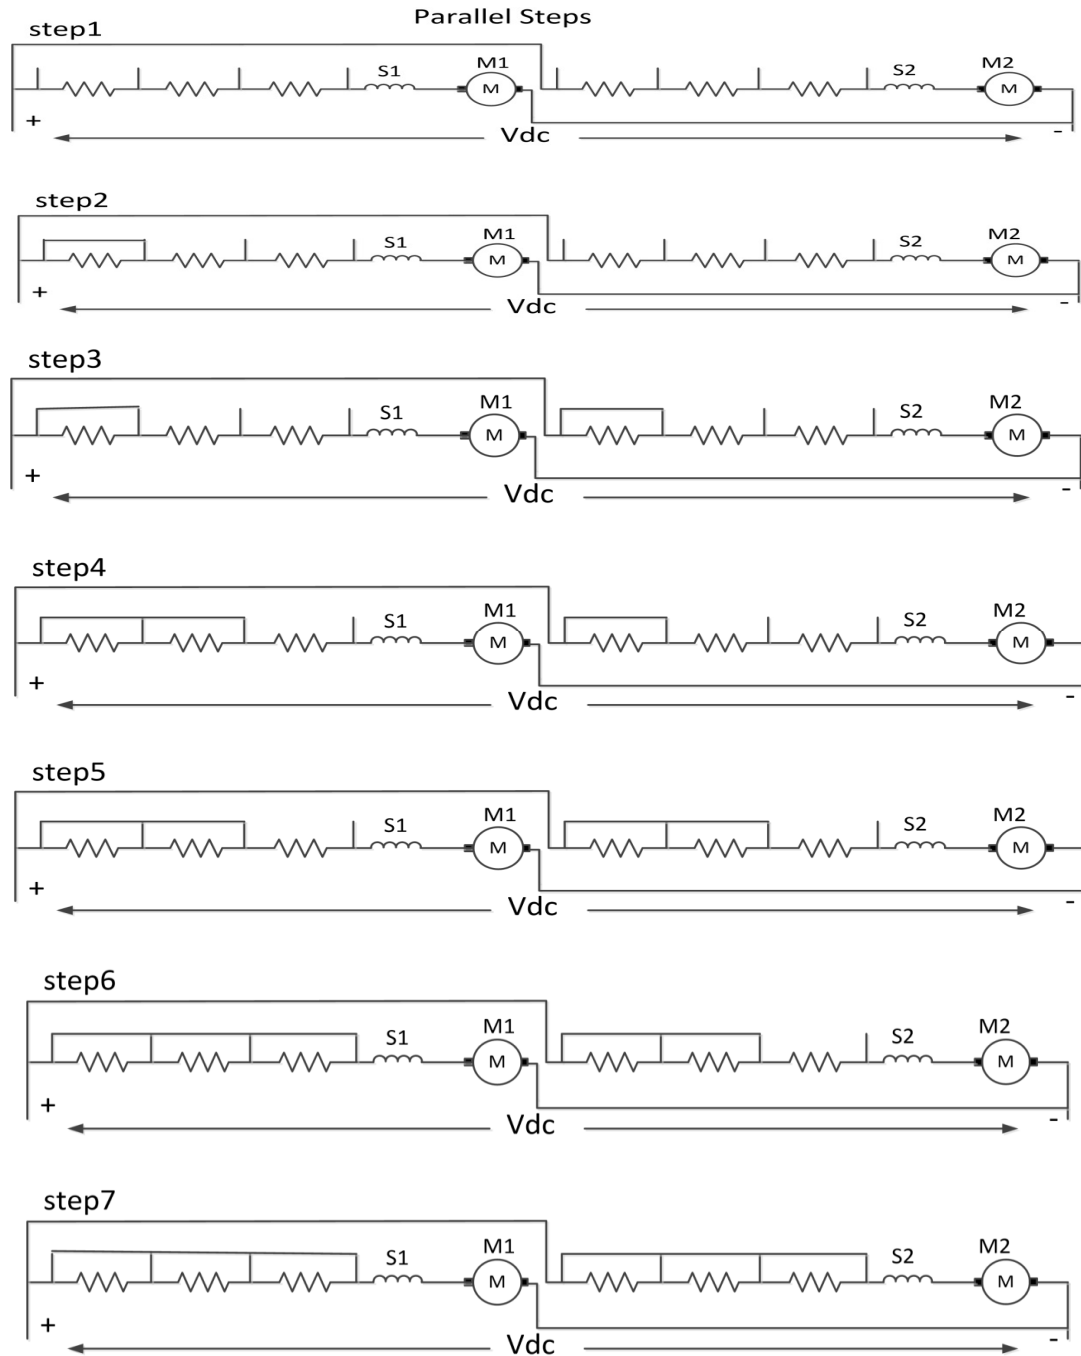 Parallel Steps
step1
S1 M1 S2 M2
M M
+ Vdc -
step2
S1 M1 S2 M2
M M
+ Vdc -
step3
S1 M1 S2 M2
M M
+ Vdc -
step4
S1 M1 S2 M2
M M
+ Vdc -
step5
S1 M1 S2 M2
M M
+ Vdc -
step6
S1 M1 S2 M2
M M
+ Vdc -
step7
S1 M1 S2 M2
M M
+ Vdc -